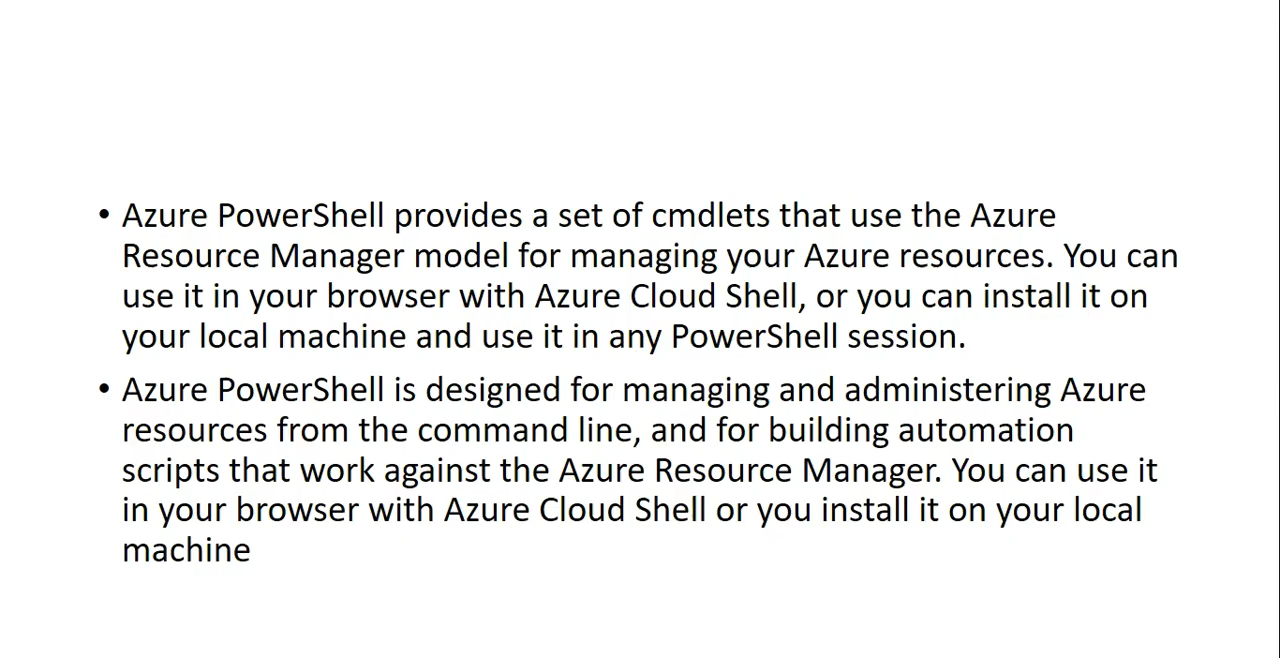 • Azure PowerShell provides a set of cmdlets that use the Azure
Resource Manager model for managing your Azure resources. You can
use it in your browser with Azure Cloud Shell, or you can install it on
your local machine and use it in any PowerShell session.
• Azure PowerShell is designed for managing and administering Azure
resources from the command line, and for building automation
scripts that work against the Azure Resource Manager. You can use it
in your browser with Azure Cloud Shell or you install it on your local
machine